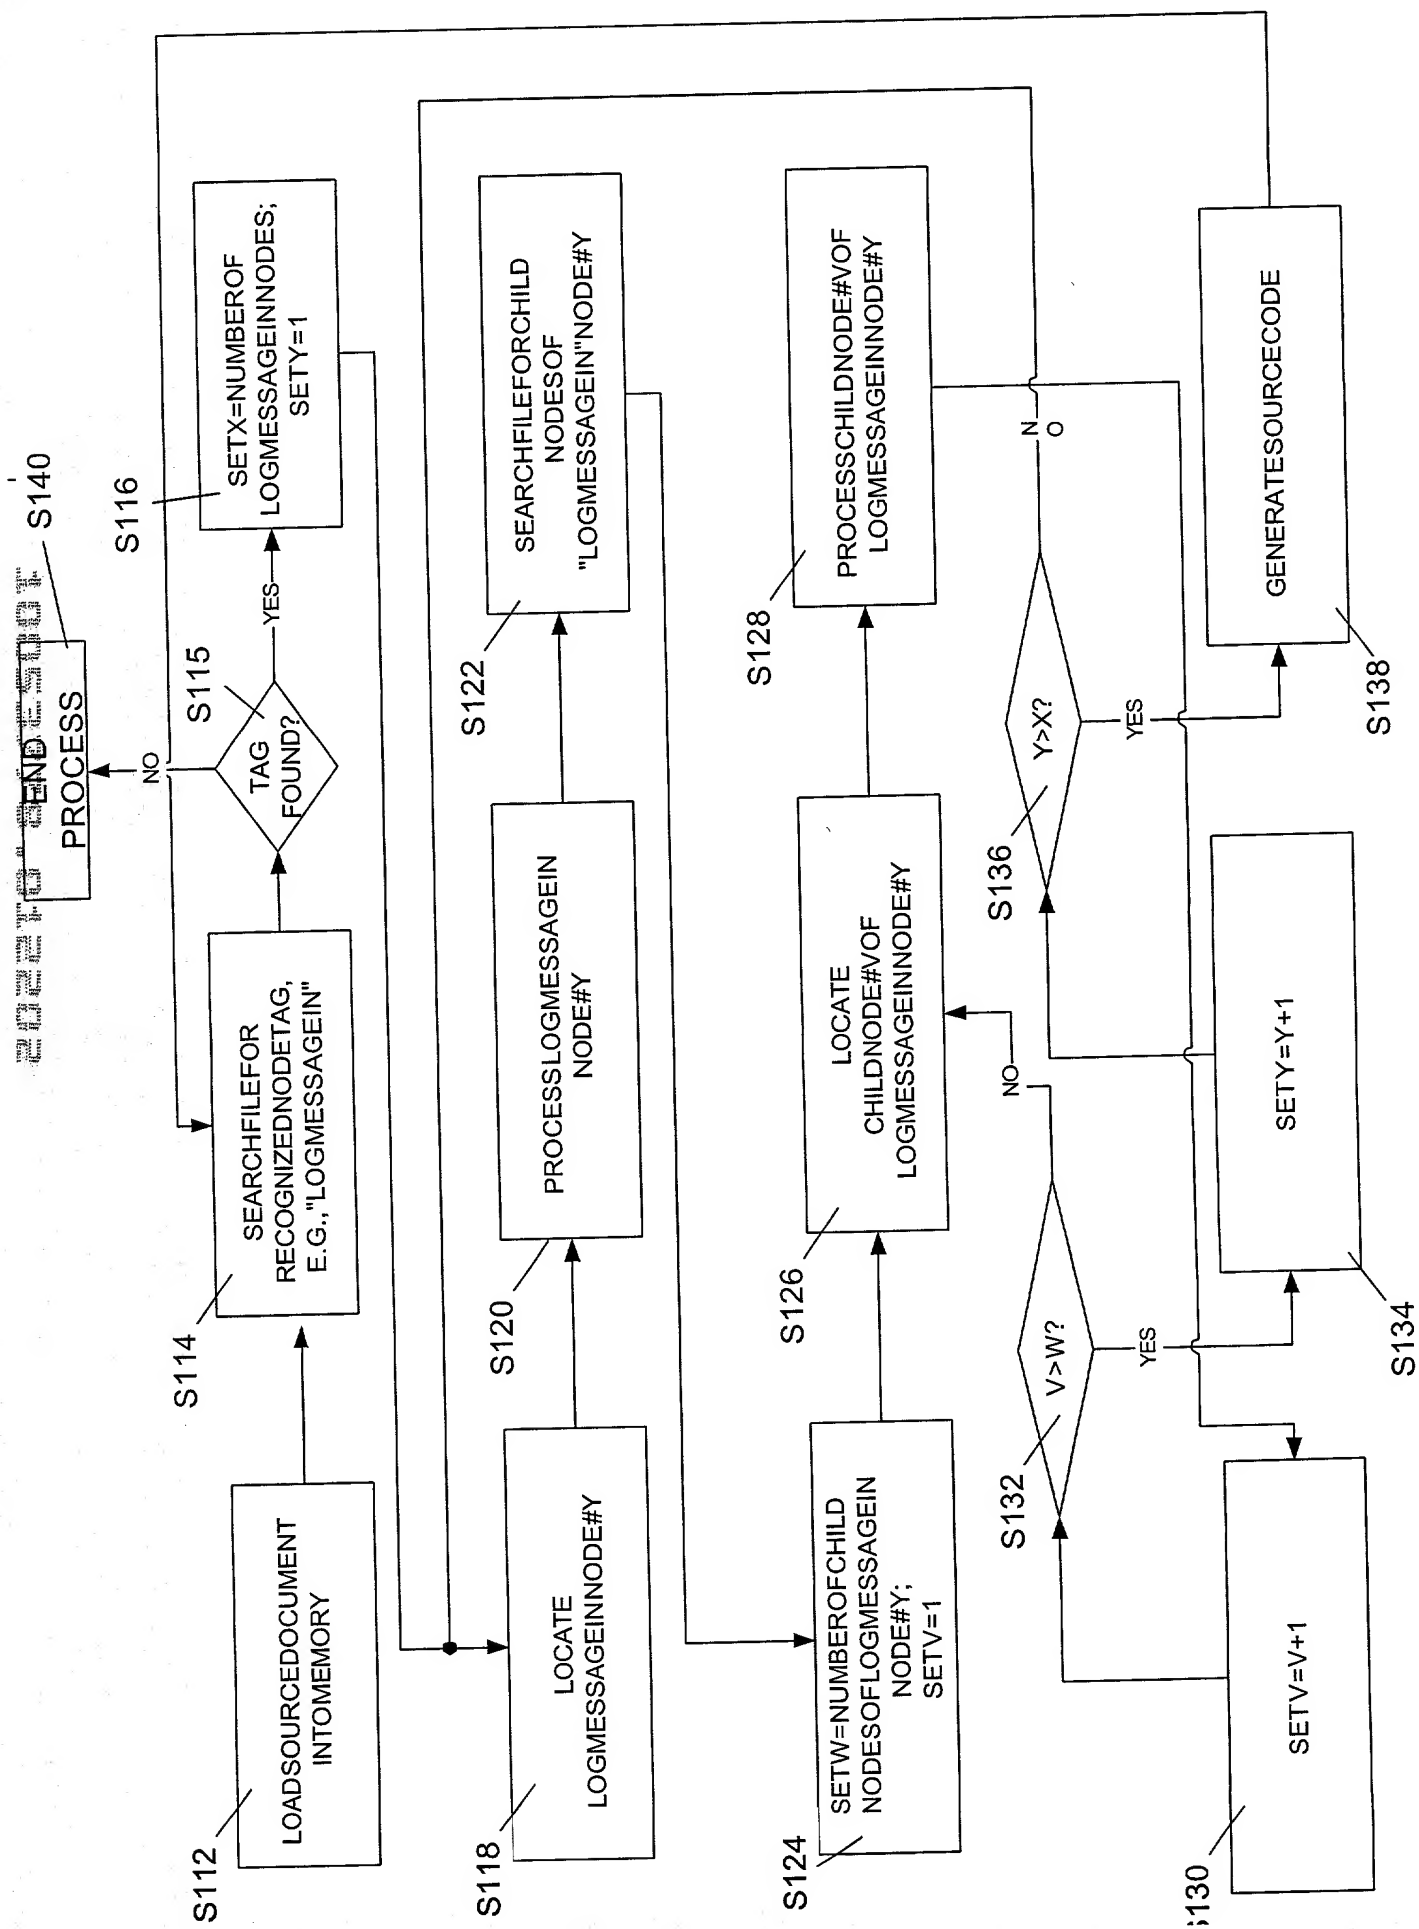 S140
END
PROCESS
S112
LOADSOURCEDOCUMENT
INTOMEMORY
S114
SEARCHFILEFOR
RECOGNIZEDNODETAG,
E.G.,"LOGMESSAGEIN"
S115
TAG
FOUND?
NO
YES
S116
SETX=NUMBEROF
LOGMESSAGEINNODES;
SETY=1
S118
LOCATE
LOGMESSAGEINNODE#Y
S120
PROCESSLOGMESSAGEIN
NODE#Y
S122
SEARCHFILEFORCHILD
NODESOF
"LOGMESSAGEIN"NODE#Y
S124
SETW=NUMBEROFCHILD
NODESOFLOGMESSAGEIN
NODE#Y;
SETV=1
S126
LOCATE
CHILDNODE#VOF
LOGMESSAGEINNODE#Y
S128
PROCESSCHILDNODE#VOF
LOGMESSAGEINNODE#Y
S132
V>W?
NO
YES
S136
Y>X?
N
O
YES
S130
SETV=V+1
S134
SETY=Y+1
S138
GENERATESOURCECODE